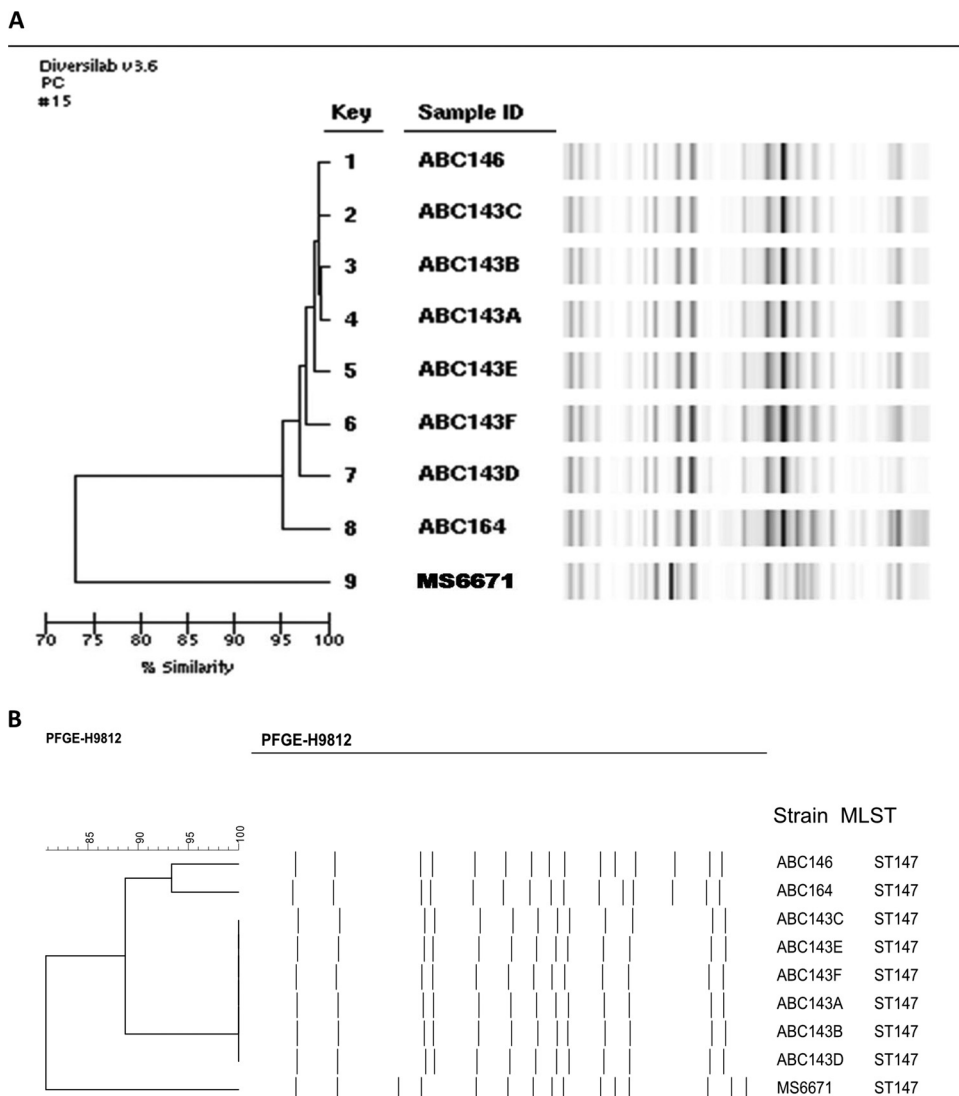 A
Diversilab v3.6
PC
#15
Key Sample ID
1 ABC146
2 ABC143C
3 ABC143B
4 ABC143A
5 ABC143E
6 ABC143F
7 ABC143D
8 ABC164
9 MS6671
70 75 80 85 90 95 100
% Similarity
B
PFGE-H9812 PFGE-H9812
85 90 95 100
Strain MLST
ABC146 ST147
ABC164 ST147
ABC143C ST147
ABC143E ST147
ABC143F ST147
ABC143A ST147
ABC143B ST147
ABC143D ST147
MS6671 ST147